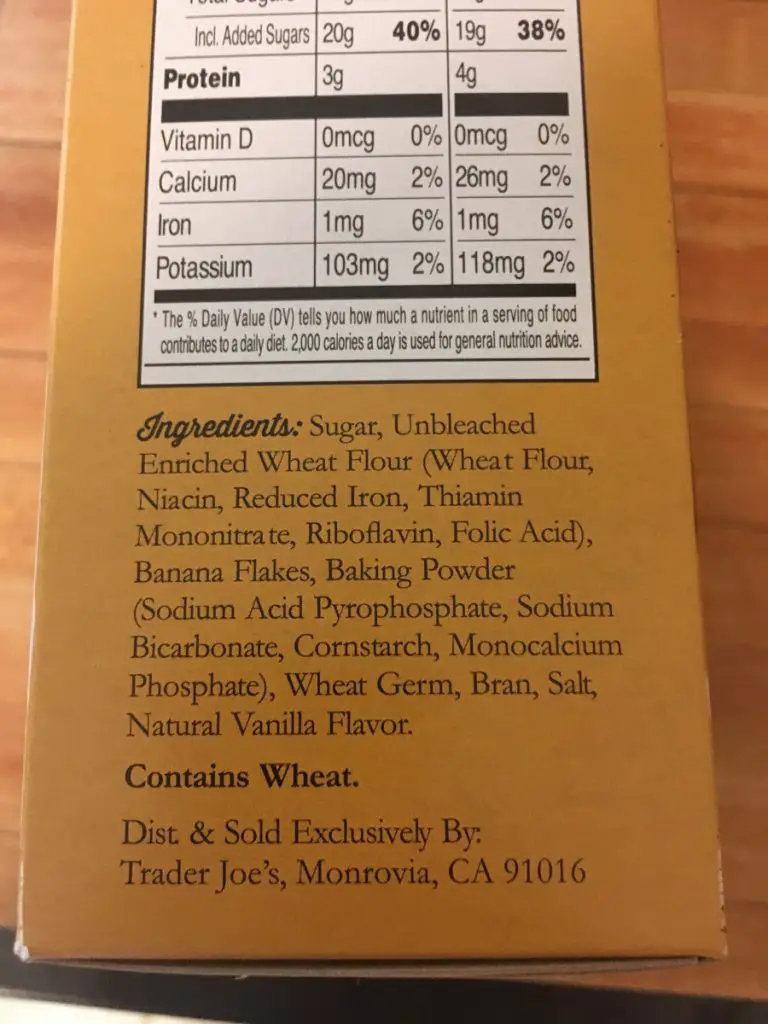 Incl. Added Sugars 20g 40% 19g 38%
Protein 3g 4g
Vitamin D 0mcg 0% 0mcg 0%
Calcium 20mg 2% 26mg 2%
Iron 1mg 6% 1mg 6%
Potassium 103mg 2% 118mg 2%
* The % Daily Value (DV) tells you how much a nutrient in a serving of food
contributes to a daily diet. 2,000 calories a day is used for general nutrition advice.
Ingredients: Sugar, Unbleached
Enriched Wheat Flour (Wheat Flour,
Niacin, Reduced Iron, Thiamin
Mononitrate, Riboflavin, Folic Acid),
Banana Flakes, Baking Powder
(Sodium Acid Pyrophosphate, Sodium
Bicarbonate, Cornstarch, Monocalcium
Phosphate), Wheat Germ, Bran, Salt,
Natural Vanilla Flavor.
Contains Wheat.
Dist. & Sold Exclusively By:
Trader Joe's, Monrovia, CA 91016